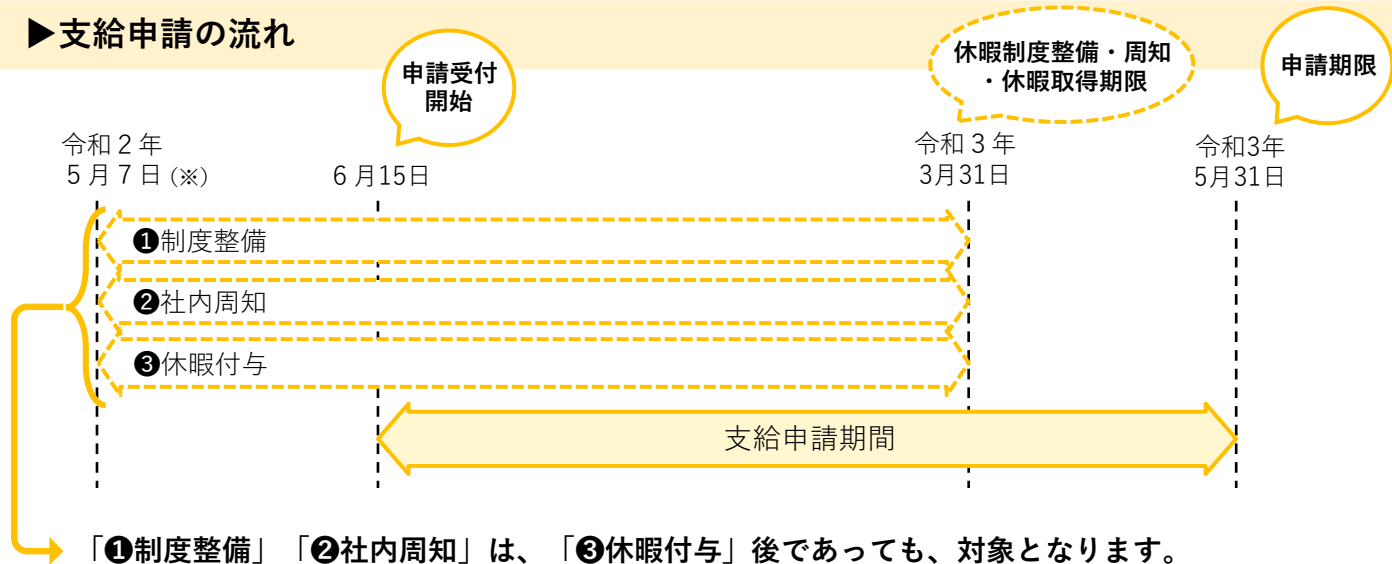 ▶支給申請の流れ
申請受付
開始
休暇制度整備・周知
・休暇取得期限
申請期限
令和２年
５月７日(※)
６月15日
令和３年
3月31日
令和3年
5月31日
❶制度整備
❷社内周知
❸休暇付与
支給申請期間
「❶制度整備」「❷社内周知」は、「❸休暇付与」後であっても、対象となります。